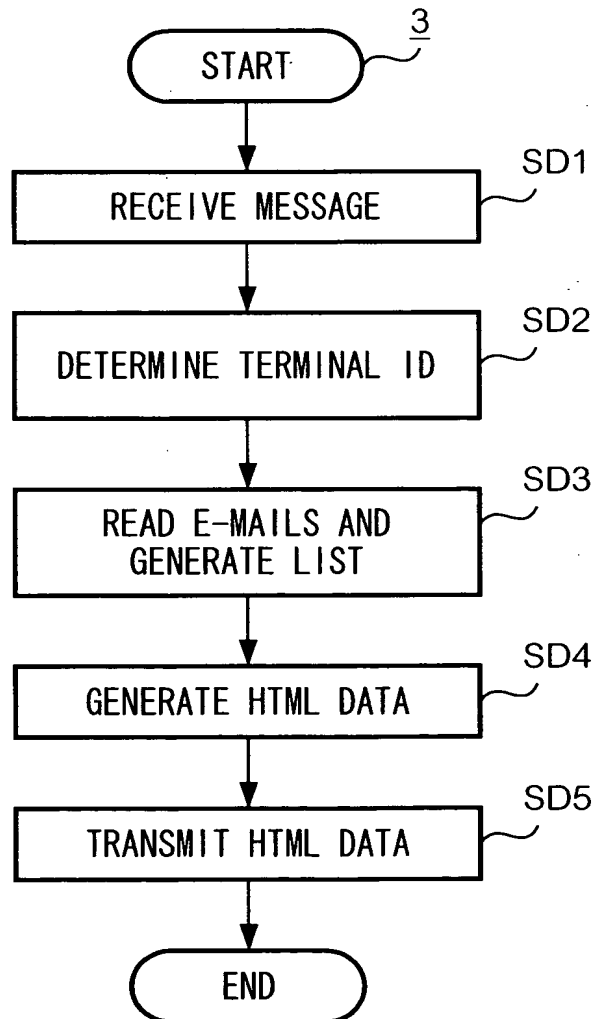 3
START
SD1
RECEIVE MESSAGE
SD2
DETERMINE TERMINAL ID
SD3
READ E-MAILS AND
GENERATE LIST
SD4
GENERATE HTML DATA
SD5
TRANSMIT HTML DATA
END